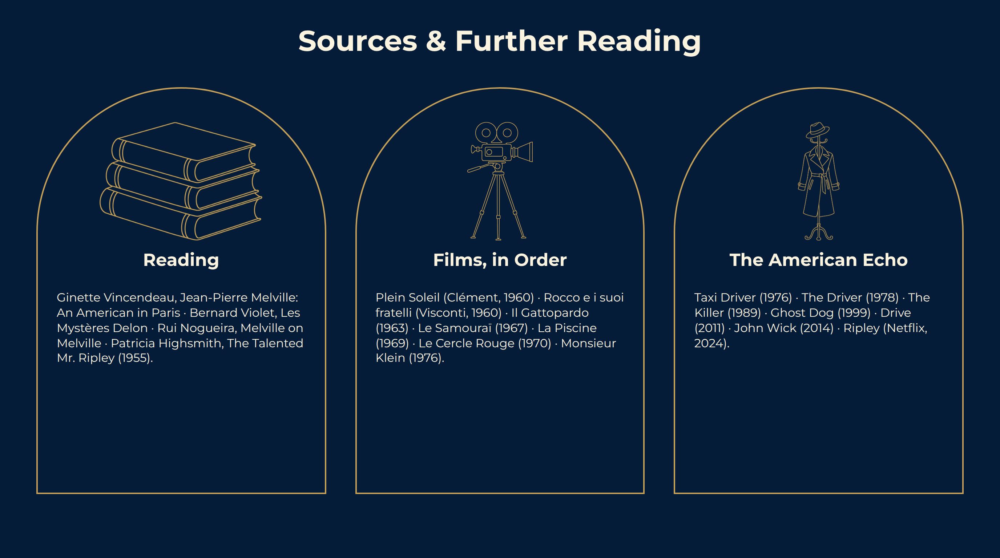 Sources & Further Reading
Reading
Ginette Vincendeau, Jean-Pierre Melville:
An American in Paris · Bernard Violet, Les
Mystères Delon · Rui Nogueira, Melville on
Melville · Patricia Highsmith, The Talented
Mr. Ripley (1955).
Films, in Order
Plein Soleil (Clément, 1960) · Rocco e i suoi
fratelli (Visconti, 1960) · Il Gattopardo
(1963) · Le Samouraï (1967) · La Piscine
(1969) · Le Cercle Rouge (1970) · Monsieur
Klein (1976).
The American Echo
Taxi Driver (1976) · The Driver (1978) · The
Killer (1989) · Ghost Dog (1999) · Drive
(2011) · John Wick (2014) · Ripley (Netflix,
2024).